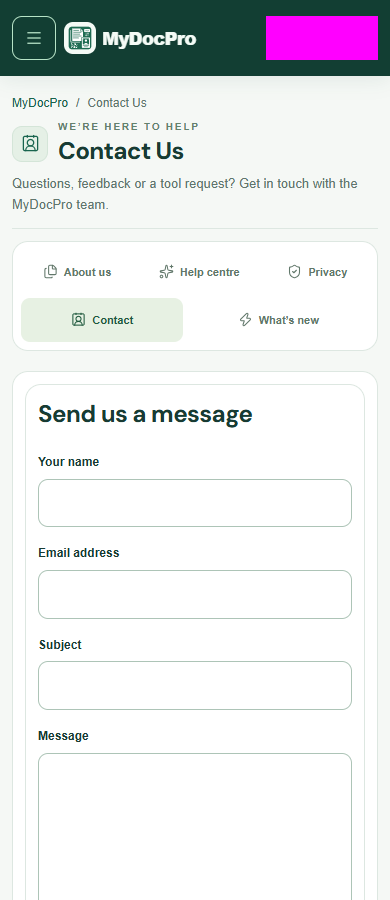 MyDocPro
MyDocPro / Contact Us
WE'RE HERE TO HELP
Contact Us
Questions, feedback or a tool request? Get in touch with the
MyDocPro team.
About us
Help centre
Privacy
Contact
What's new
Send us a message
Your name
Email address
Subject
Message